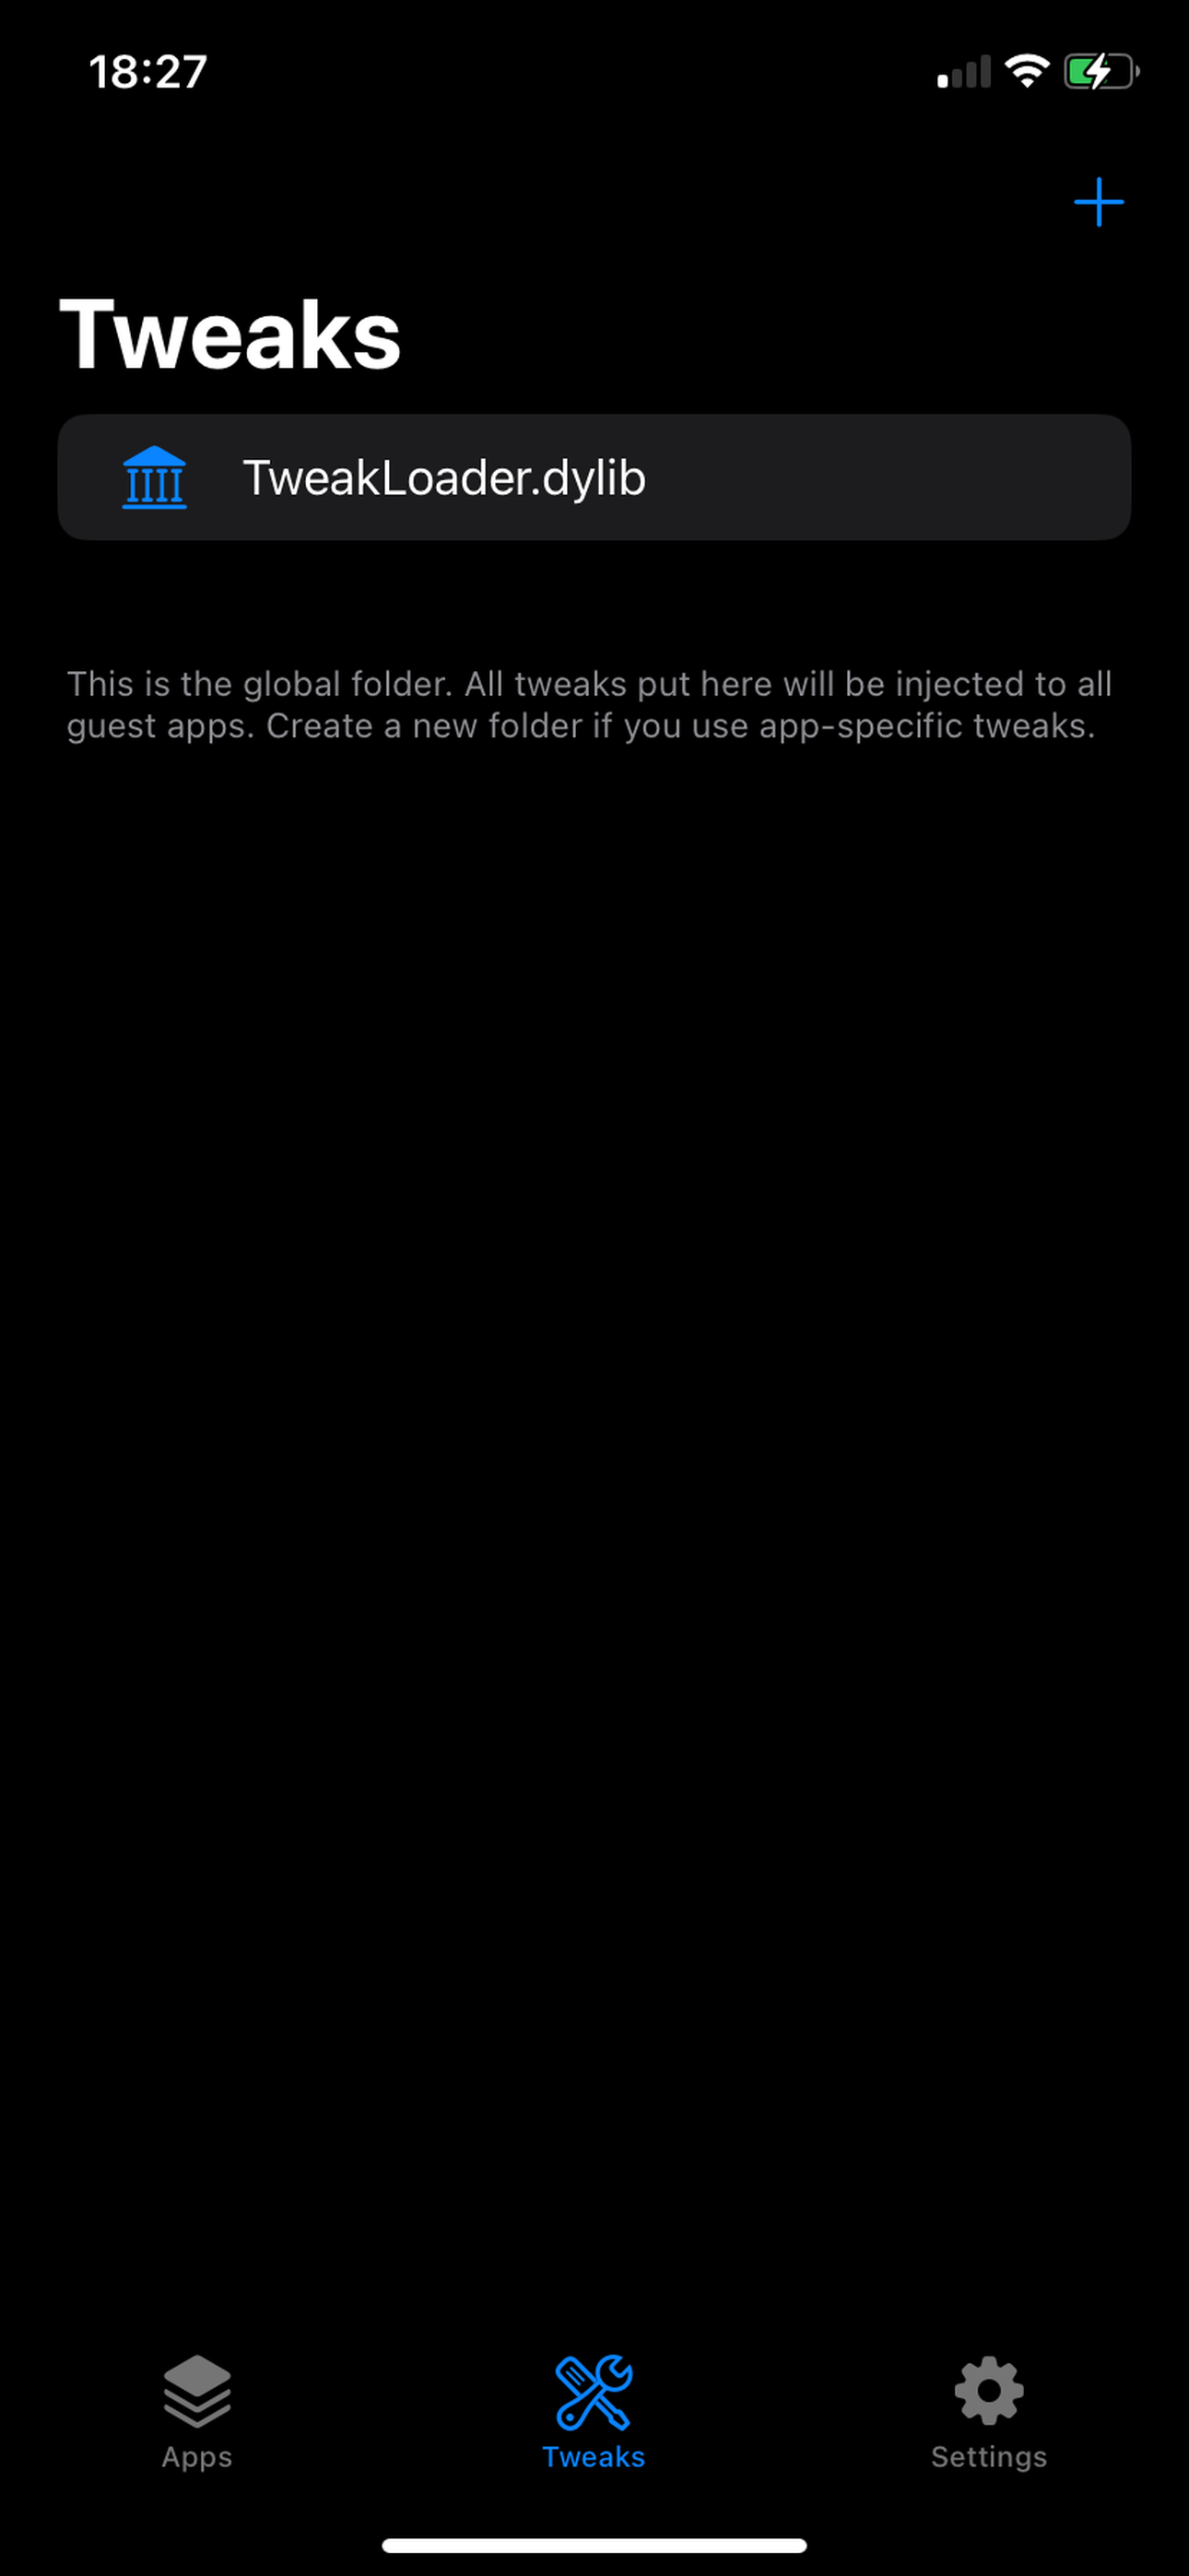 18:27
Tweaks
TweakLoader.dylib
This is the global folder. All tweaks put here will be injected to all
guest apps. Create a new folder if you use app-specific tweaks.
Apps
Tweaks
Settings